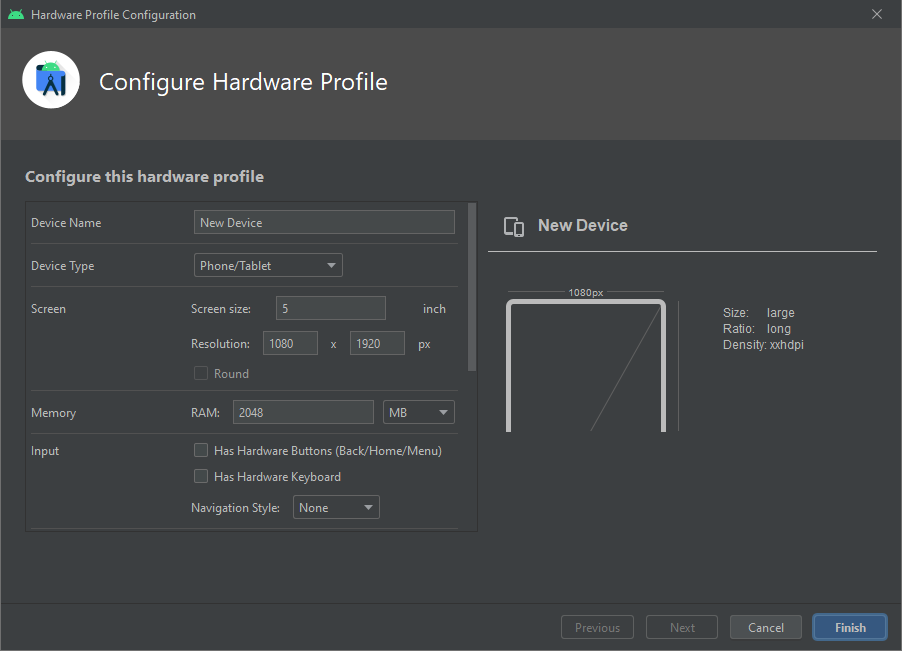 Hardware Profile Configuration
Configure Hardware Profile
Configure this hardware profile
Device Name New Device
Device Type Phone/Tablet
Screen Screen size: 5 inch
Resolution: 1080 x 1920 px
Round
Memory RAM: 2048 MB
Input Has Hardware Buttons (Back/Home/Menu)
Has Hardware Keyboard
Navigation Style: None
New Device
1080px
Size: large
Ratio: long
Density: xxhdpi
Previous Next Cancel Finish